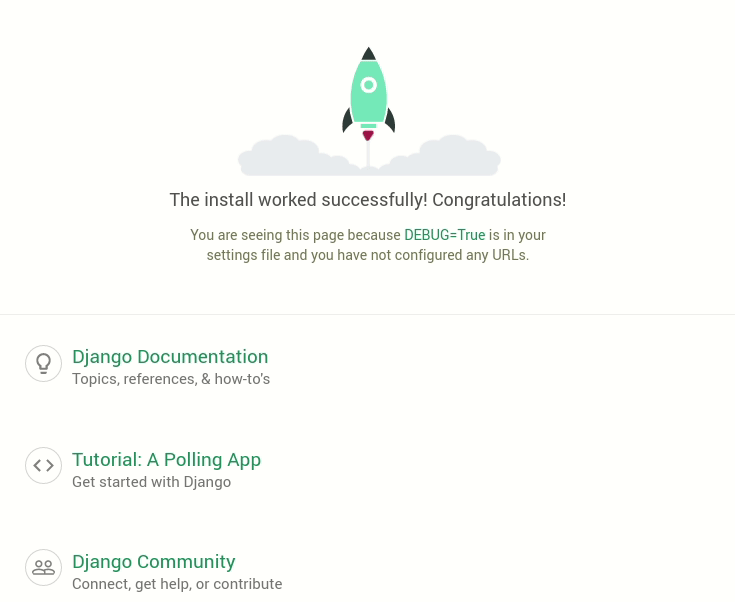 The install worked successfully! Congratulations!
You are seeing this page because DEBUG=True is in your
settings file and you have not configured any URLs.
Django Documentation
Topics, references, & how-to's
Tutorial: A Polling App
Get started with Django
Django Community
Connect, get help, or contribute